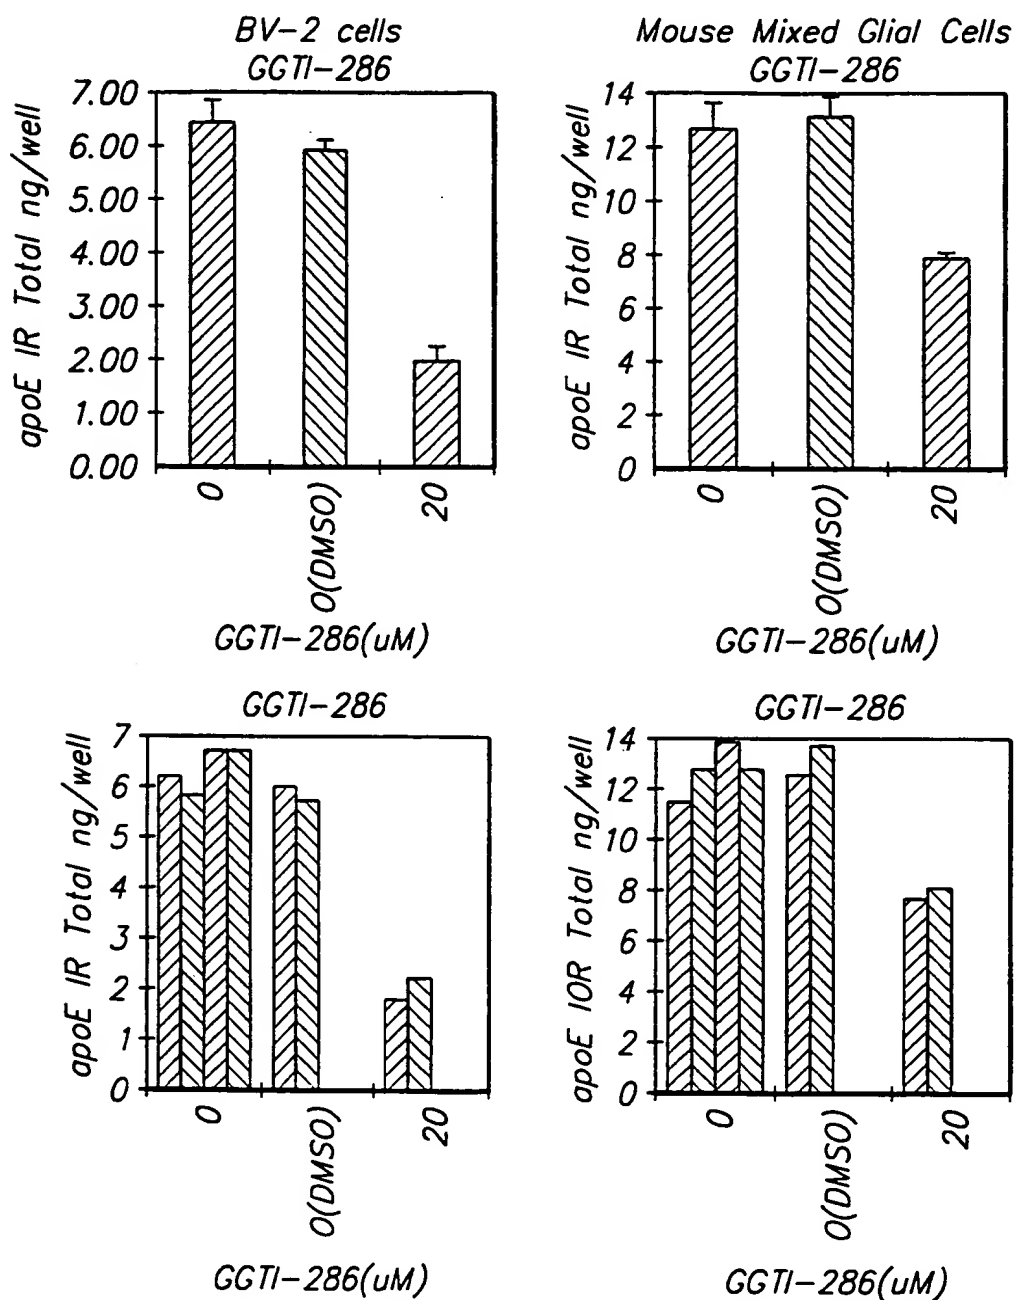 BV-2 cells
GGTI-286
apoE IR Total ng/well
7.00
6.00
5.00
4.00
3.00
2.00
1.00
0.00
0
O(DMSO)
20
GGTI-286(uM)
Mouse Mixed Glial Cells
GGTI-286
apoE IR Total ng/well
14
12
10
8
6
4
2
0
0
O(DMSO)
20
GGTI-286(uM)
GGTI-286
apoE IR Total ng/well
7
6
5
4
3
2
1
0
0
O(DMSO)
20
GGTI-286(uM)
GGTI-286
apoE IOR Total ng/well
14
12
10
8
6
4
2
0
0
O(DMSO)
20
GGTI-286(uM)